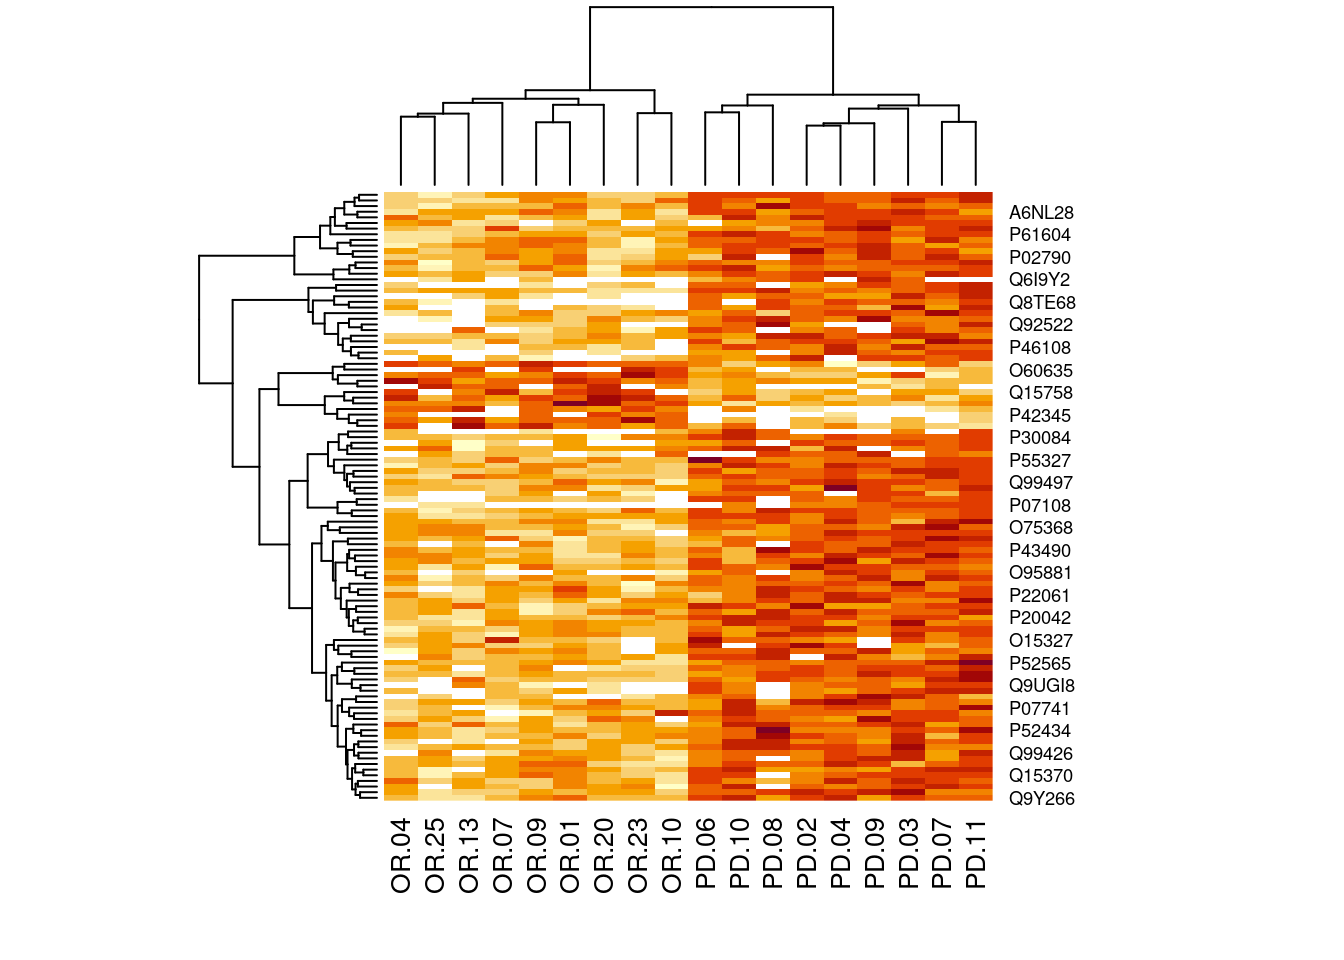 A6NL28
P61604
P02790
Q6I9Y2
Q8TE68
Q92522
P46108
O60635
Q15758
P42345
P30084
P55327
Q99497
P07108
O75368
P43490
O95881
P22061
P20042
O15327
P52565
Q9UGI8
P07741
P52434
Q99426
Q15370
Q9Y266
OR.04
OR.25
OR.13
OR.07
OR.09
OR.01
OR.20
OR.23
OR.10
PD.06
PD.10
PD.08
PD.02
PD.04
PD.09
PD.03
PD.07
PD.11